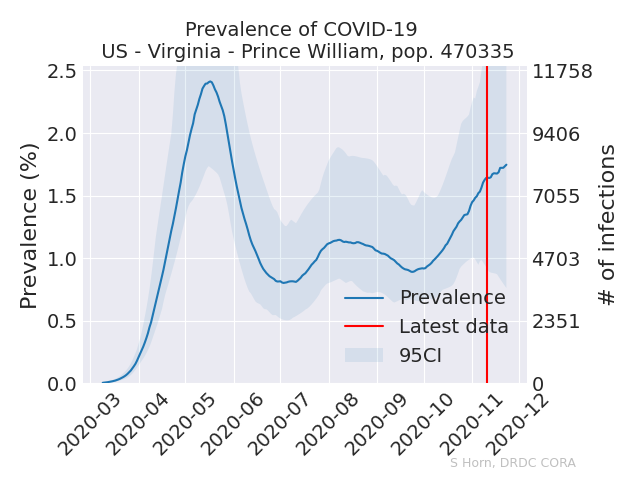 Prevalence of COVID-19
US - Virginia - Prince William, pop. 470335
2.5
2.0
1.5
1.0
0.5
0.0
Prevalence (%)
11758
9406
7055
4703
2351
0
# of infections
Prevalence
Latest data
95CI
2020-03
2020-04
2020-05
2020-06
2020-07
2020-08
2020-09
2020-10
2020-11
2020-12
S Horn, DRDC CORA